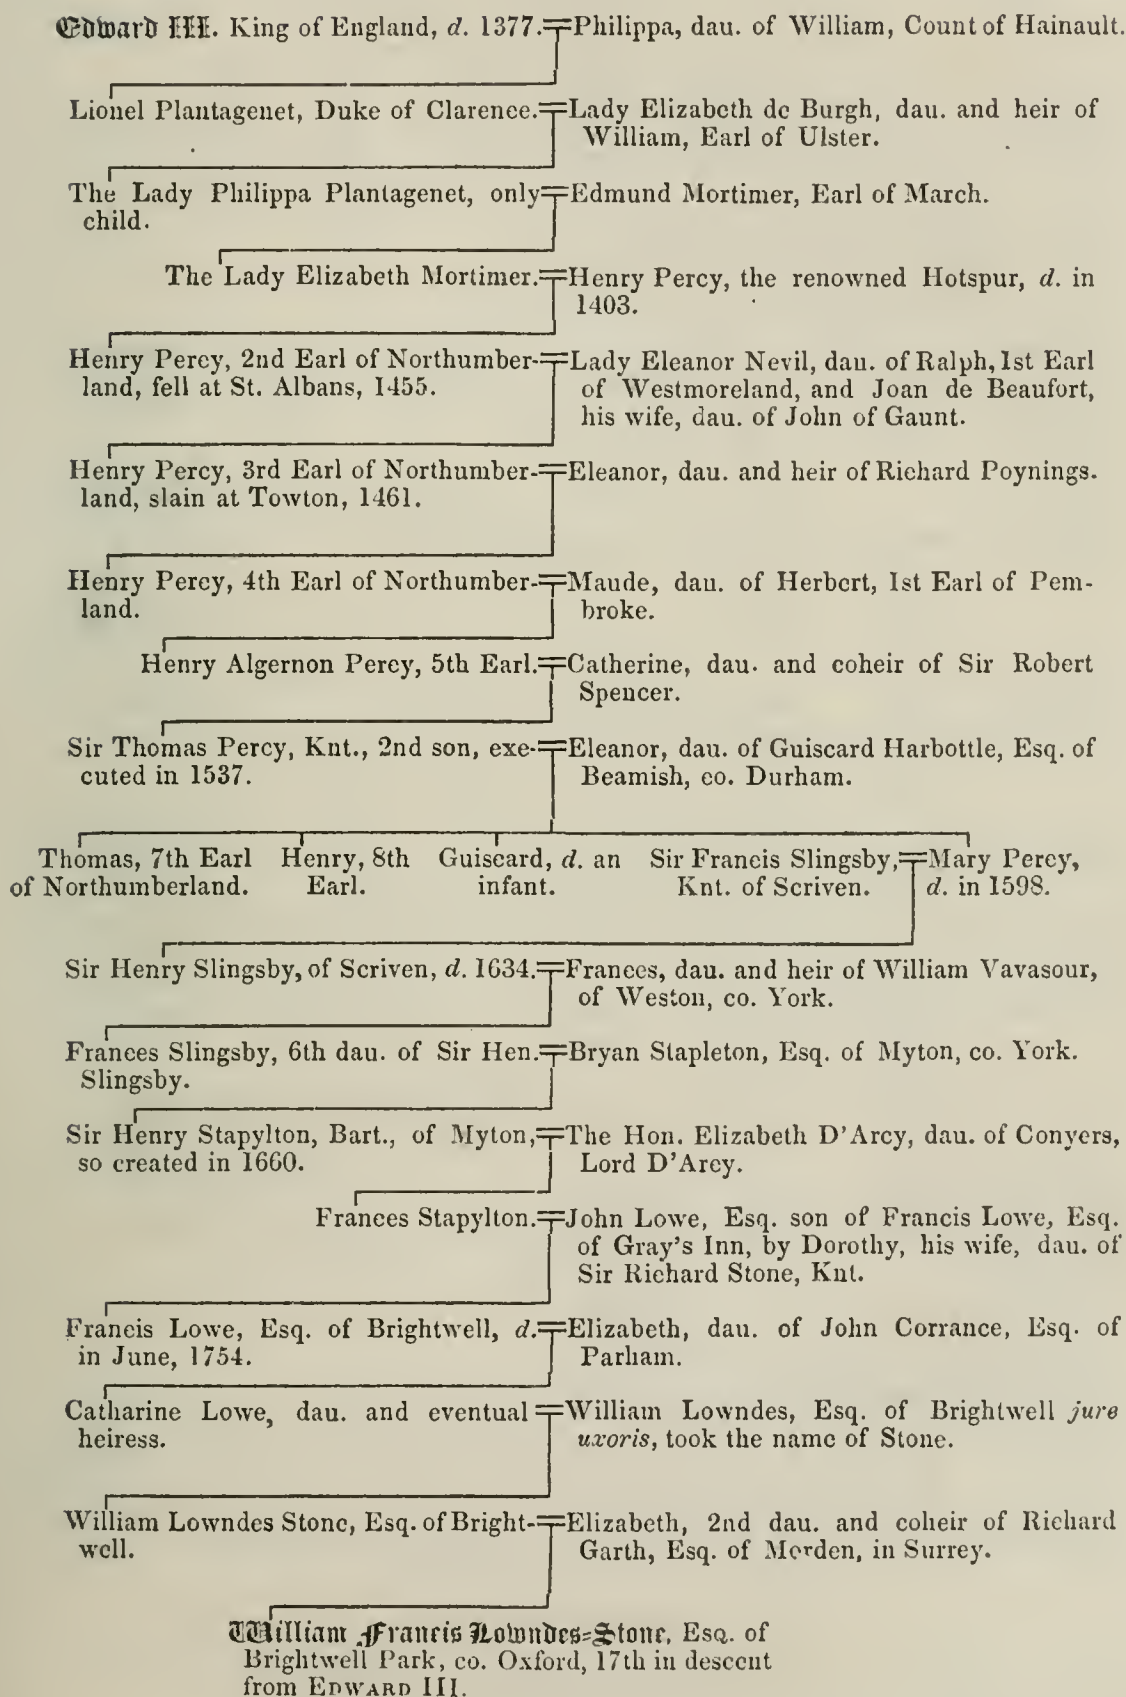 Edward III. King of England, d. 1377.=Philippa, dau. of William, Count of Hainault.
Lionel Plantagenet, Duke of Clarence.=Lady Elizabeth de Burgh, dau. and heir of
William, Earl of Ulster.
The Lady Philippa Plantagenet, only=Edmund Mortimer, Earl of March.
child.
The Lady Elizabeth Mortimer.=Henry Percy, the renowned Hotspur, d. in
1403.
Henry Percy, 2nd Earl of Northumber-=Lady Eleanor Nevil, dau. of Ralph, 1st Earl
land, fell at St. Albans, 1455. of Westmoreland, and Joan de Beaufort,
his wife, dau. of John of Gaunt.
Henry Percy, 3rd Earl of Northumber-=Eleanor, dau. and heir of Richard Poynings.
land, slain at Towton, 1461.
Henry Percy, 4th Earl of Northumber-=Maude, dau. of Herbert, 1st Earl of Pem-
land. broke.
Henry Algernon Percy, 5th Earl.=Catherine, dau. and coheir of Sir Robert
Spencer.
Sir Thomas Percy, Knt., 2nd son, exe-=Eleanor, dau. of Guiscard Harbottle, Esq. of
cuted in 1537. Beamish, co. Durham.
Thomas, 7th Earl Henry, 8th Guiscard, d. an Sir Francis Slingsby,=Mary Percy,
of Northumberland. Earl. infant. Knt. of Scriven. d. in 1598.
Sir Henry Slingsby, of Scriven, d. 1634.=Frances, dau. and heir of William Vavasour,
of Weston, co. York.
Frances Slingsby, 6th dau. of Sir Hen.=Bryan Stapleton, Esq. of Myton, co. York.
Slingsby.
Sir Henry Stapylton, Bart., of Myton,=The Hon. Elizabeth D'Arcy, dau. of Conyers,
so created in 1660. Lord D'Arcy.
Frances Stapylton.=John Lowe, Esq. son of Francis Lowe, Esq.
of Gray's Inn, by Dorothy, his wife, dau. of
Sir Richard Stone, Knt.
Francis Lowe, Esq. of Brightwell, d.=Elizabeth, dau. of John Corrance, Esq. of
in June, 1754. Parham.
Catharine Lowe, dau. and eventual=William Lowndes, Esq. of Brightwell jure
heiress. uxoris, took the name of Stone.
William Lowndes Stone, Esq. of Bright-=Elizabeth, 2nd dau. and coheir of Richard
well. Garth, Esq. of Morden, in Surrey.
William Francis Lowndes-Stone, Esq. of
Brightwell Park, co. Oxford, 17th in descent
from EDWARD III.